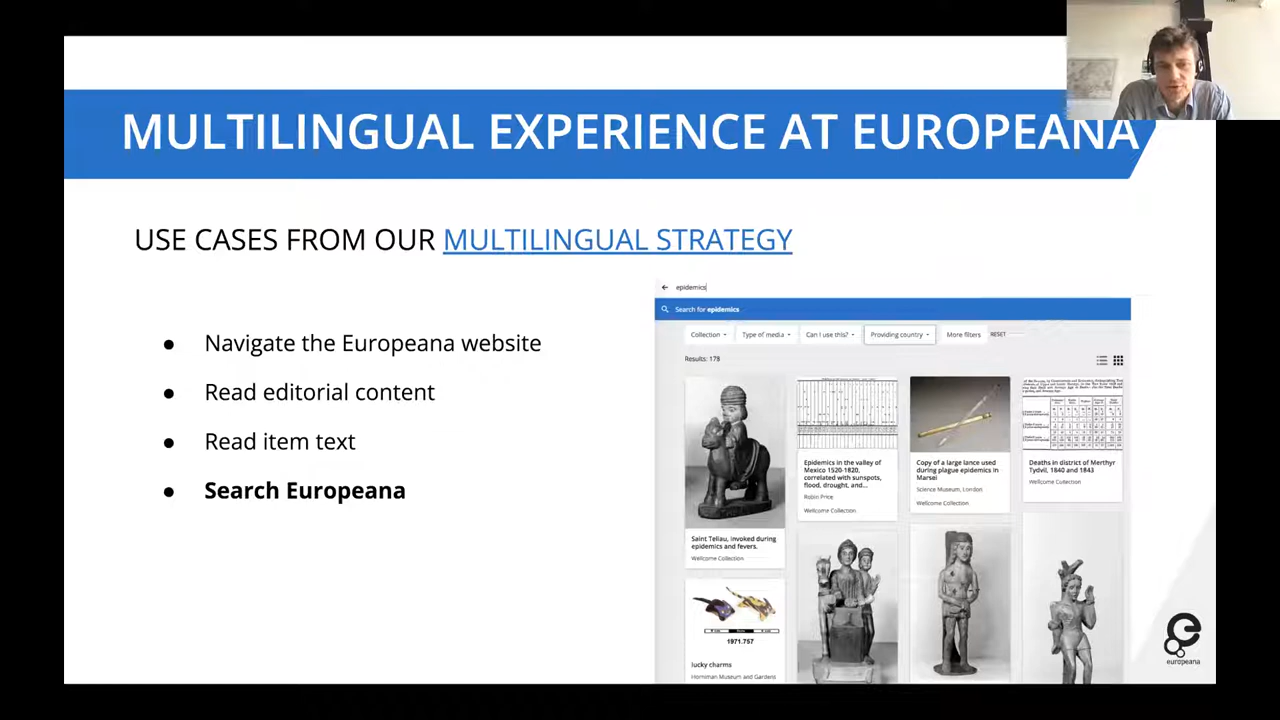 MULTILINGUAL EXPERIENCE AT EUROPEANA
USE CASES FROM OUR MULTILINGUAL STRATEGY
● Navigate the Europeana website
● Read editorial content
● Read item text
● Search Europeana
epidemics
Search for epidemics
Collection
Type of media
Can I use this?
Providing country
More filters
RESET
Results: 178
Saint Teliau, invoked during
epidemics and fevers.
Wellcome Collection
Epidemics in the valley of
Mexico 1520-1820,
correlated with sunspots,
flood, drought, and...
Robin Price
Wellcome Collection
Copy of a large lance used
during plague epidemics in
Marsei
Science Museum, London
Wellcome Collection
Deaths in district of Merthyr
Tydvil, 1840 and 1843
Wellcome Collection
1971.757
lucky charms
Horniman Museum and Gardens
europeana